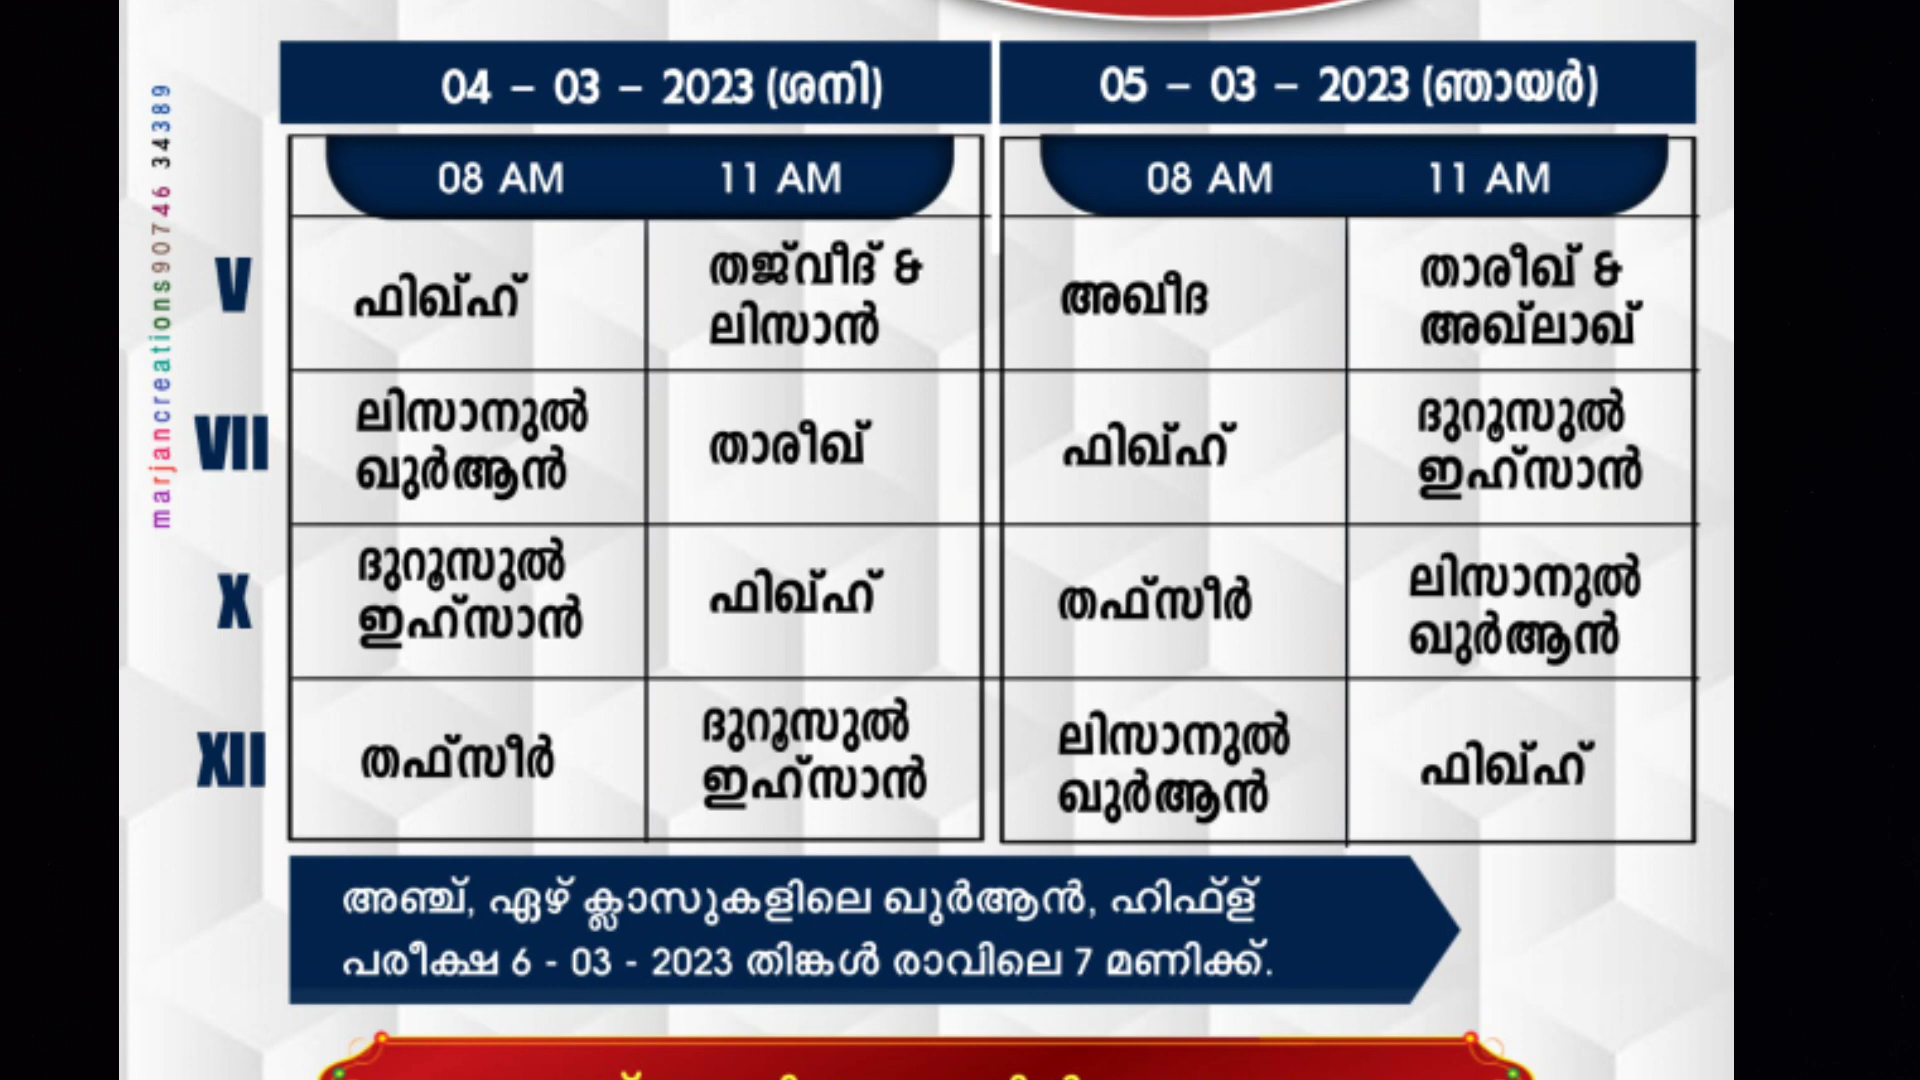 04 – 03 – 2023 (ശനി)
05 – 03 – 2023 (ഞായർ)
08 AM
11 AM
08 AM
11 AM
V
ഫിഖ്ഹ്
തജ്‌വീദ് &
ലിസാൻ
അഖീദ
താരീഖ് &
അഖ്‌ലാഖ്
VII
ലിസാനുൽ
ഖുർആൻ
താരീഖ്
ഫിഖ്ഹ്
ദുറൂസുൽ
ഇഹ്സാൻ
X
ദുറൂസുൽ
ഇഹ്സാൻ
ഫിഖ്ഹ്
തഫ്സീർ
ലിസാനുൽ
ഖുർആൻ
XII
തഫ്സീർ
ദുറൂസുൽ
ഇഹ്സാൻ
ലിസാനുൽ
ഖുർആൻ
ഫിഖ്ഹ്
അഞ്ച്, ഏഴ് ക്ലാസുകളിലെ ഖുർആൻ, ഹിഫ്ള്
പരീക്ഷ 6 - 03 - 2023 തിങ്കൾ രാവിലെ 7 മണിക്ക്.
marjancreations90746 34389